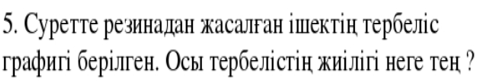 5. Суретте резинадан жасалған ішектің тербеліс
графигі берілген. Осы тербелістің жиілігі неге тең ?